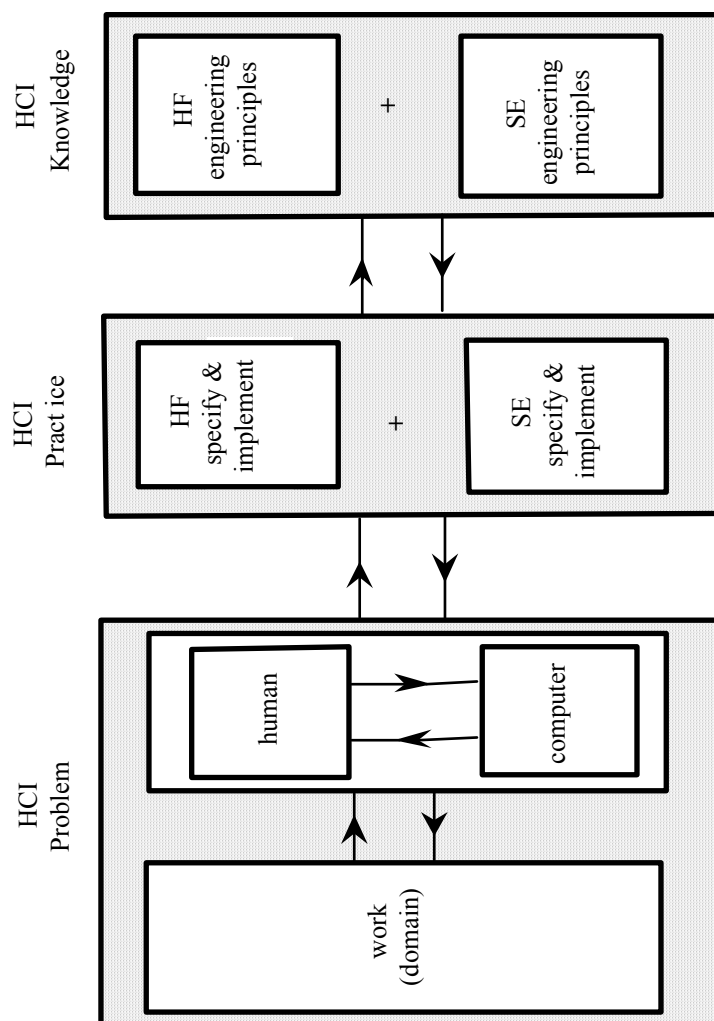 HCI
Problem
work
(domain)
human
computer
HCI
Pract ice
HF
specify &
implement
+
SE
specify &
implement
HCI
Knowledge
HF
engineering
principles
+
SE
engineering
principles